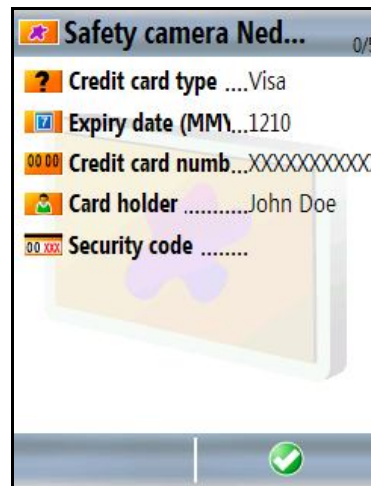 Safety camera Ned...
0/5
Credit card type ....Visa
Expiry date (MMY...1210
Credit card numb...XXXXXXXXXXX
Card holder ...........John Doe
Security code ........